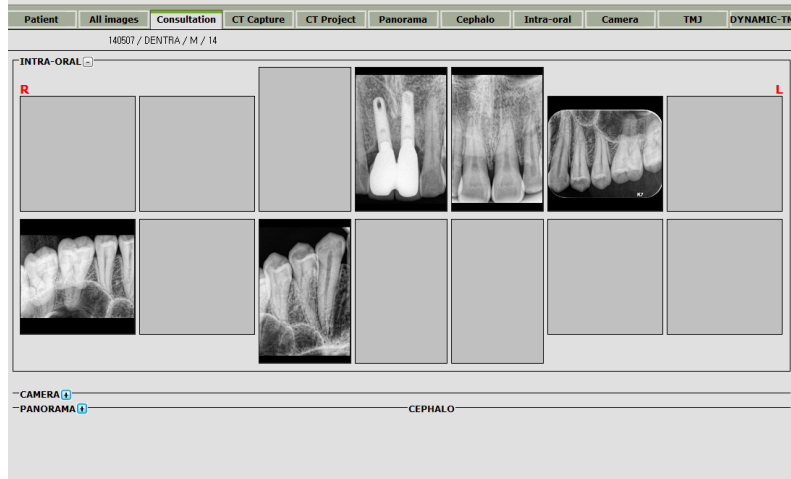 Patient All images Consultation CT Capture CT Project Panorama Cephalo Intra-oral Camera TMJ DYNAMIC-TM
140507 / DENTRA / M / 14
INTRA-ORAL -
R L
K7
CAMERA +
PANORAMA + CEPHALO